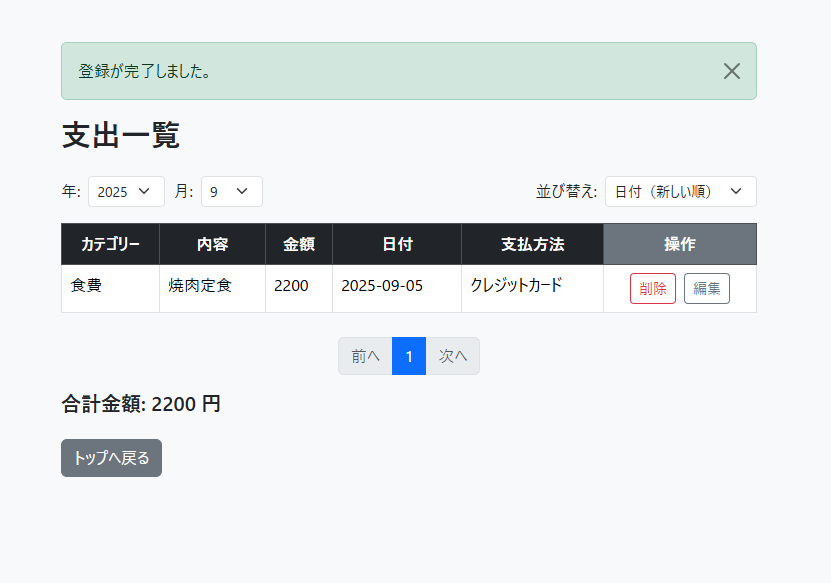 登録が完了しました。
支出一覧
年: 2025 月: 9 並び替え: 日付（新しい順）
カテゴリー 内容 金額 日付 支払方法 操作
食費 焼肉定食 2200 2025-09-05 クレジットカード 削除 編集
前へ 1 次へ
合計金額: 2200 円
トップへ戻る